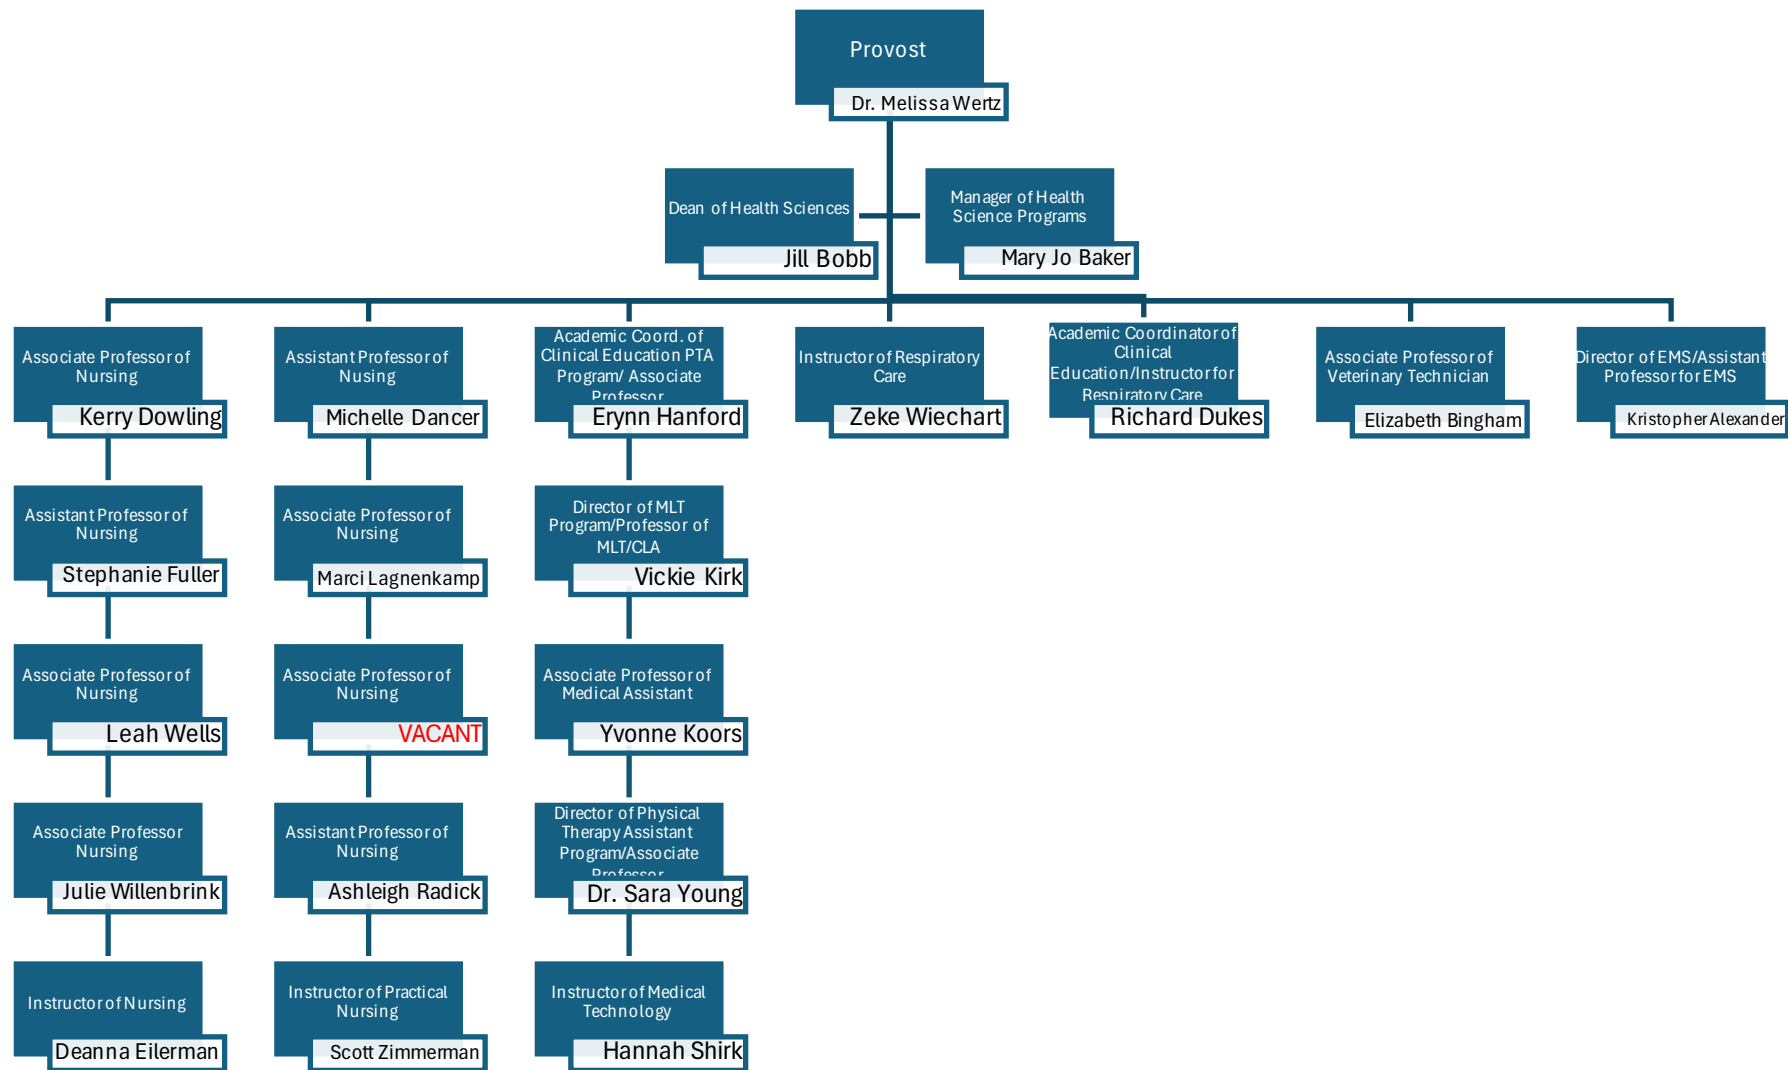 Provost
Dr. Melissa Wertz
Dean of Health Sciences
Jill Bobb
Manager of Health
Science Programs
Mary Jo Baker
Associate Professor of
Nursing
Kerry Dowling
Assistant Professor of
Nusing
Michelle Dancer
Academic Coord. of
Clinical Education PTA
Program/ Associate
Professor
Erynn Hanford
Instructor of Respiratory
Care
Zeke Wiechart
Academic Coordinator of
Clinical
Education/Instructor for
Respiratory Care
Richard Dukes
Associate Professor of
Veterinary Technician
Elizabeth Bingham
Director of EMS/Assistant
Professor for EMS
Kristopher Alexander
Assistant Professor of
Nursing
Stephanie Fuller
Associate Professor of
Nursing
Marci Lagnenkamp
Director of MLT
Program/Professor of
MLT/CLA
Vickie Kirk
Associate Professor of
Nursing
Leah Wells
Associate Professor of
Nursing
VACANT
Associate Professor of
Medical Assistant
Yvonne Koors
Associate Professor
Nursing
Julie Willenbrink
Assistant Professor of
Nursing
Ashleigh Radick
Director of Physical
Therapy Assistant
Program/Associate
Professor
Dr. Sara Young
Instructor of Nursing
Deanna Eilerman
Instructor of Practical
Nursing
Scott Zimmerman
Instructor of Medical
Technology
Hannah Shirk